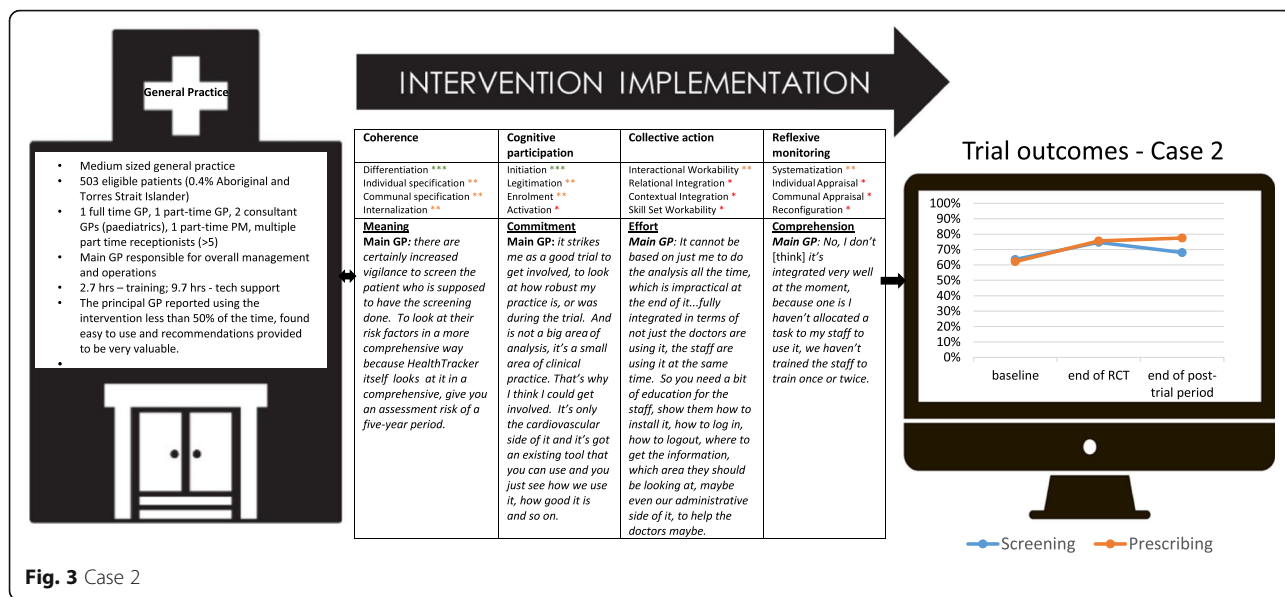 General Practice
• Medium sized general practice
• 503 eligible patients (0.4% Aboriginal and
Torres Strait Islander)
• 1 full time GP, 1 part-time GP, 2 consultant
GPs (paediatrics), 1 part-time PM, multiple
part time receptionists (>5)
• Main GP responsible for overall management
and operations
• 2.7 hrs – training; 9.7 hrs - tech support
• The principal GP reported using the
intervention less than 50% of the time, found
easy to use and recommendations provided
to be very valuable.
•
INTERVENTION IMPLEMENTATION
Coherence
Differentiation ***
Individual specification **
Communal specification **
Internalization **
Meaning
Main GP: there are
certainly increased
vigilance to screen the
patient who is supposed
to have the screening
done. To look at their
risk factors in a more
comprehensive way
because HealthTracker
itself looks at it in a
comprehensive, give you
an assessment risk of a
five-year period.
Cognitive
participation
Initiation ***
Legitimation **
Enrolment **
Activation *
Commitment
Main GP: it strikes
me as a good trial to
get involved, to look
at how robust my
practice is, or was
during the trial. And
is not a big area of
analysis, it's a small
area of clinical
practice. That's why
I think I could get
involved. It's only
the cardiovascular
side of it and it's got
an existing tool that
you can use and you
just see how we use
it, how good it is
and so on.
Collective action
Interactional Workability **
Relational Integration *
Contextual Integration *
Skill Set Workability *
Effort
Main GP: It cannot be
based on just me to do
the analysis all the time,
which is impractical at
the end of it...fully
integrated in terms of
not just the doctors are
using it, the staff are
using it at the same
time. So you need a bit
of education for the
staff, show them how to
install it, how to log in,
how to logout, where to
get the information,
which area they should
be looking at, maybe
even our administrative
side of it, to help the
doctors maybe.
Reflexive
monitoring
Systematization **
Individual Appraisal *
Communal Appraisal *
Reconfiguration *
Comprehension
Main GP: No, I don't
[think] it's
integrated very well
at the moment,
because one is I
haven't allocated a
task to my staff to
use it, we haven't
trained the staff to
train once or twice.
Trial outcomes - Case 2
100%
90%
80%
70%
60%
50%
40%
30%
20%
10%
0%
baseline end of RCT end of post-
trial period
Screening Prescribing
Fig. 3 Case 2